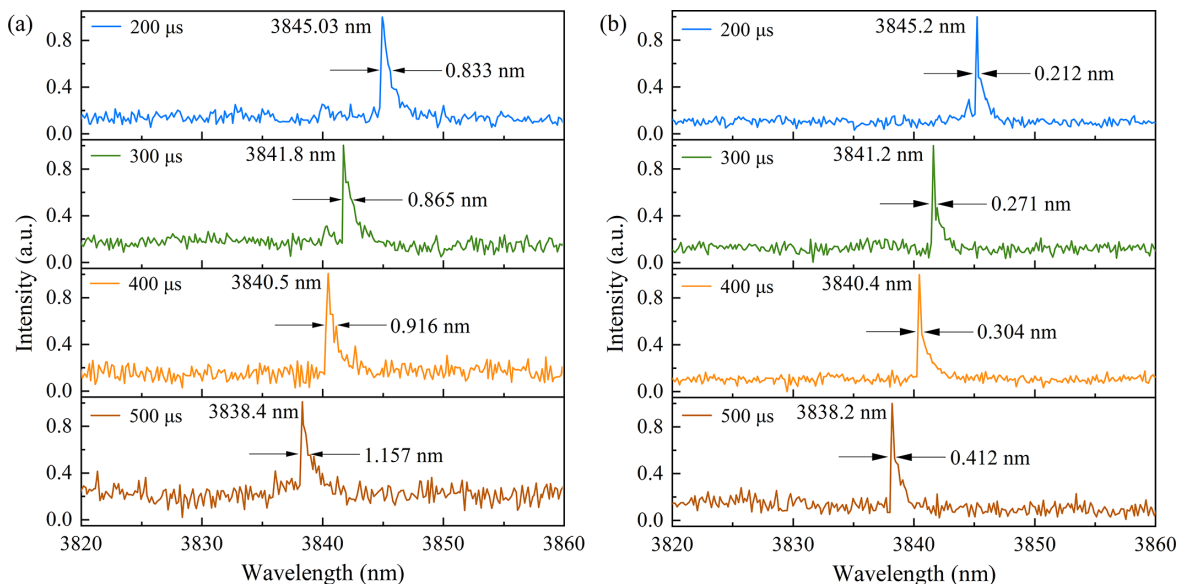 (a)
200 μs
3845.03 nm
0.833 nm
0.8
0.4
0.0
300 μs
3841.8 nm
0.865 nm
0.8
0.4
0.0
400 μs
3840.5 nm
0.916 nm
0.8
0.4
0.0
500 μs
3838.4 nm
1.157 nm
0.8
0.4
0.0
Intensity (a.u.)
3820 3830 3840 3850 3860
Wavelength (nm)
(b)
200 μs
3845.2 nm
0.212 nm
0.8
0.4
0.0
300 μs
3841.2 nm
0.271 nm
0.8
0.4
0.0
400 μs
3840.4 nm
0.304 nm
0.8
0.4
0.0
500 μs
3838.2 nm
0.412 nm
0.8
0.4
0.0
Intensity (a.u.)
3820 3830 3840 3850 3860
Wavelength (nm)